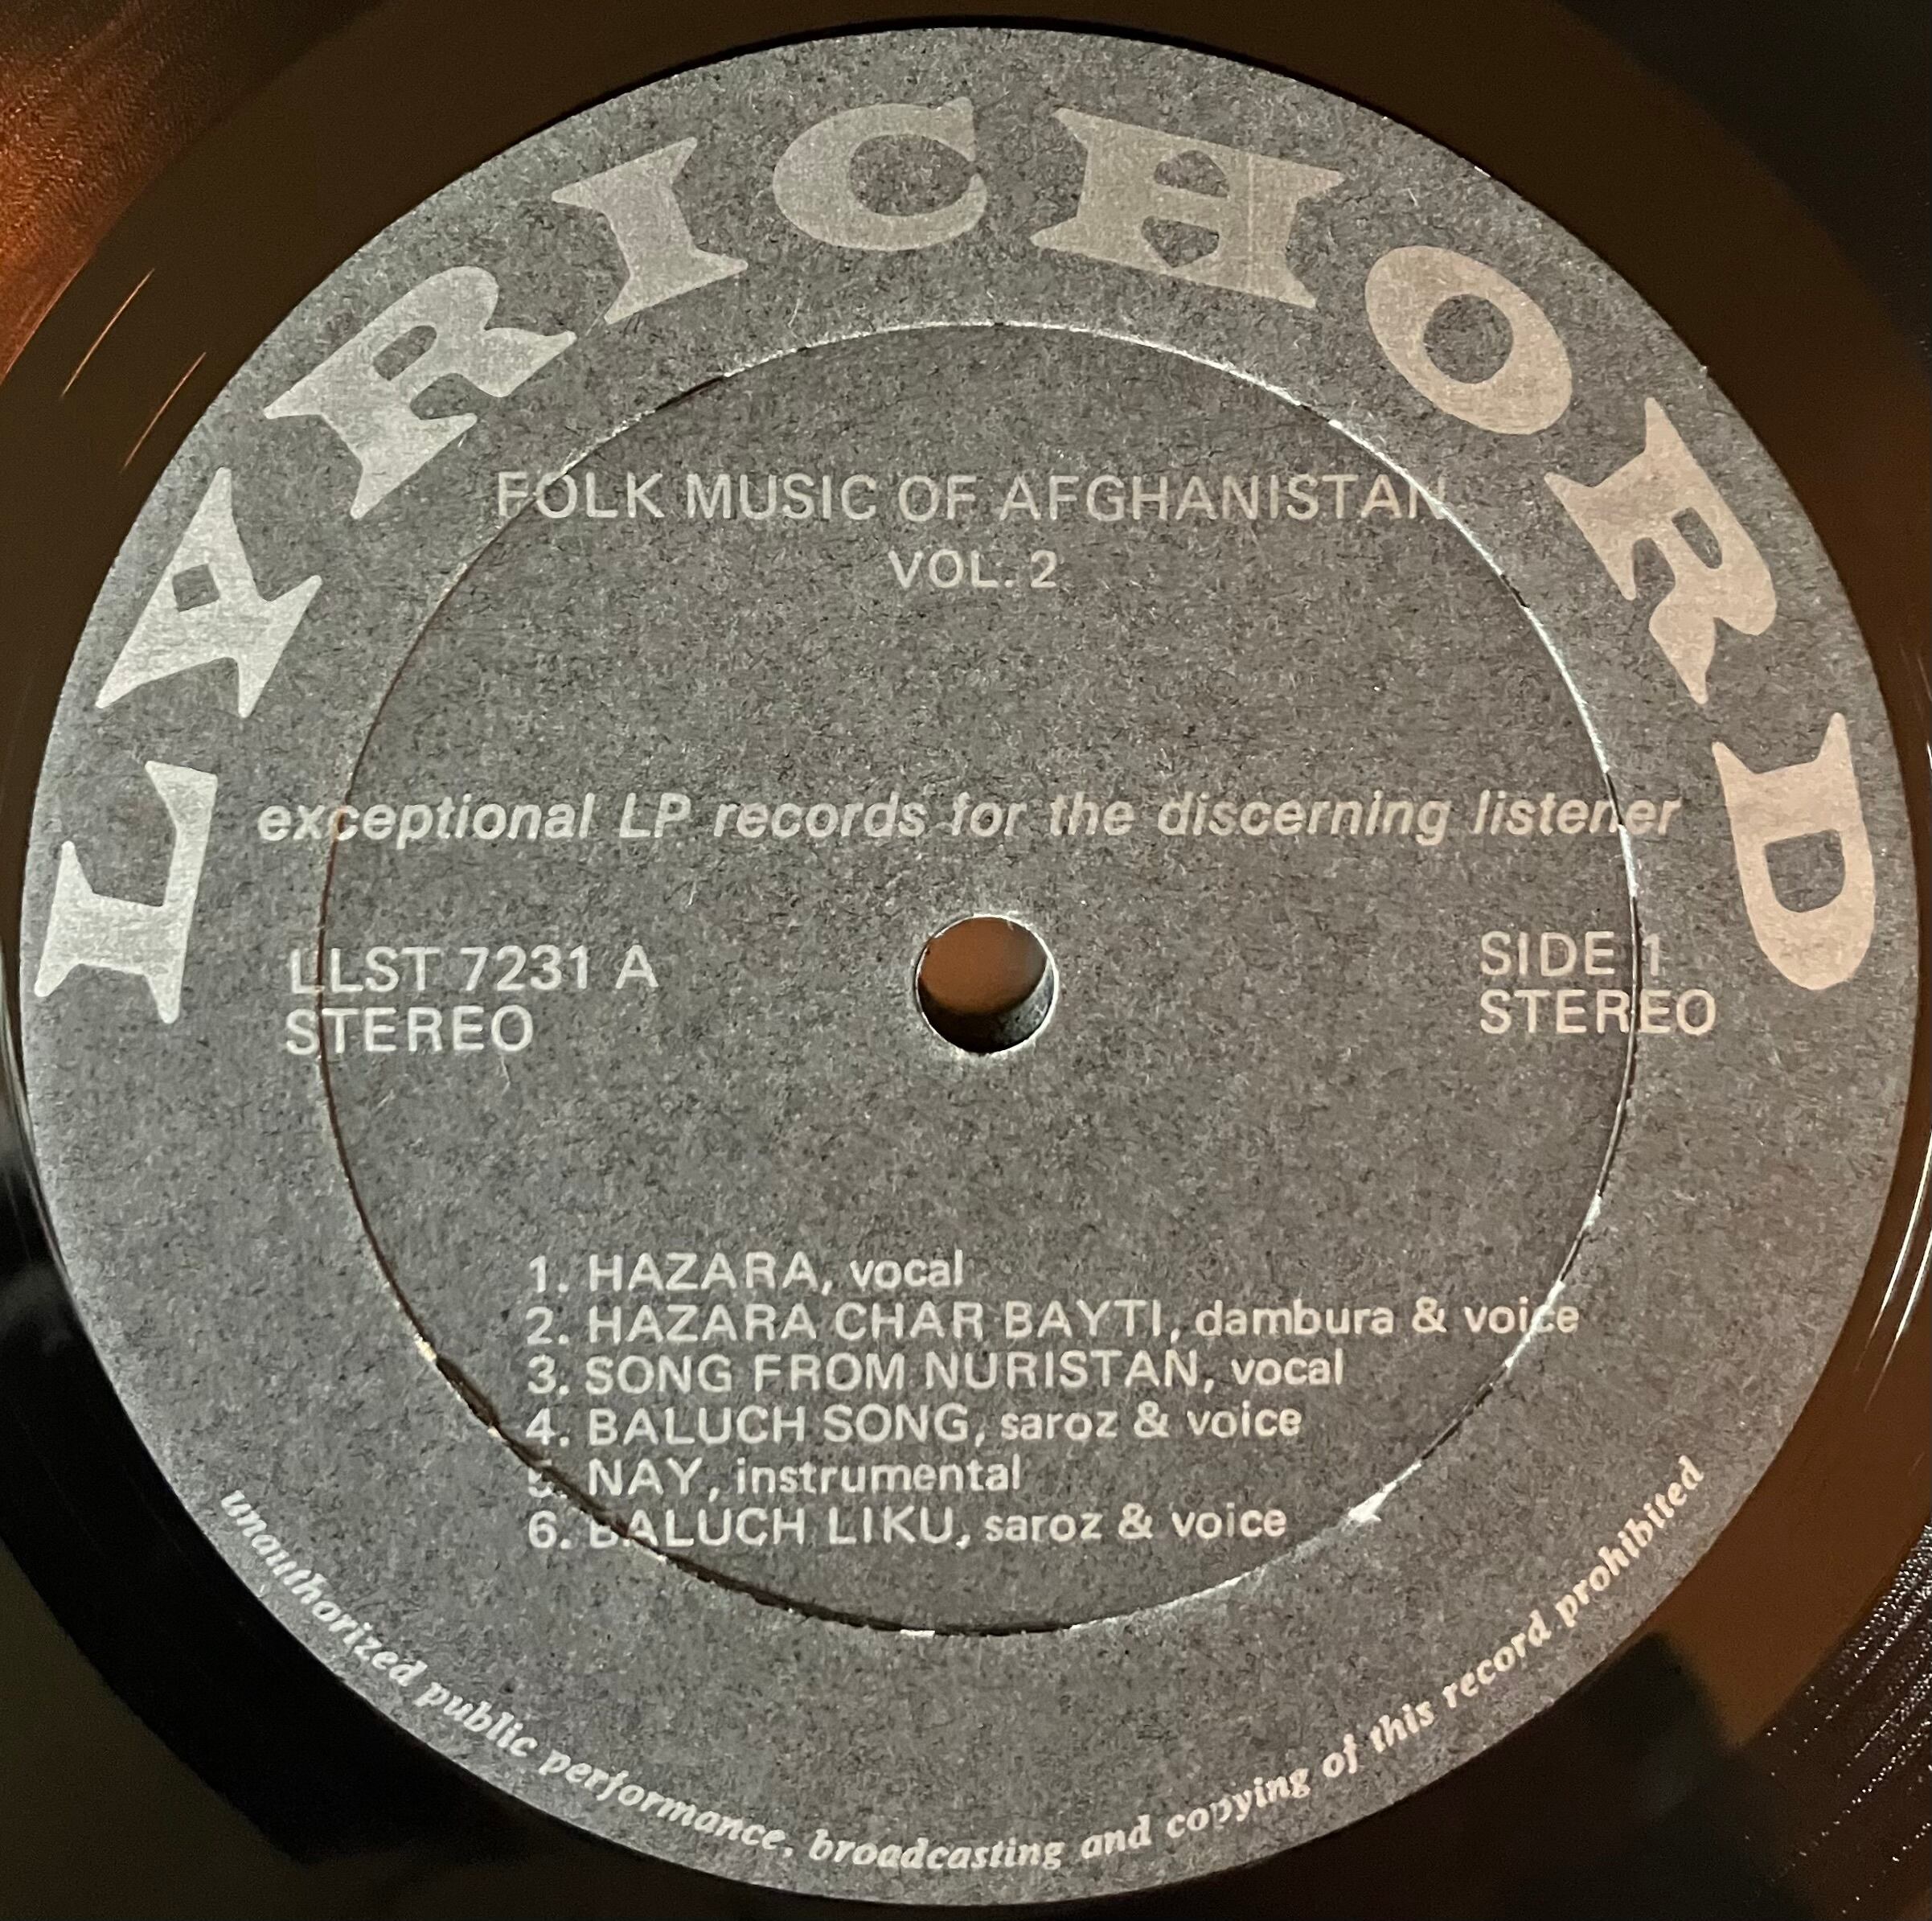 LYRICHORD
FOLK MUSIC OF AFGHANISTAN
VOL. 2
exceptional LP records for the discerning listener
LLST 7231 A
STEREO
SIDE 1
STEREO
1. HAZARA, vocal
2. HAZARA CHAR BAYTI, dambura & voice
3. SONG FROM NURISTAN, vocal
4. BALUCH SONG, saroz & voice
5. NAY, instrumental
6. BALUCH LIKU, saroz & voice
unauthorized public performance, broadcasting and copying of this record prohibited